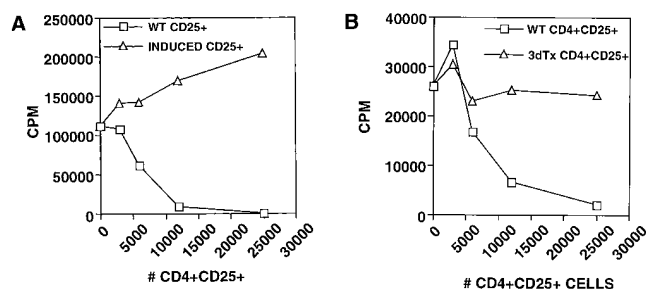 A
WT CD25+
INDUCED CD25+
CPM
250000
200000
150000
100000
50000
0
0 5000 10000 15000 20000 25000 30000
# CD4+CD25+
B
WT CD4+CD25+
3dTx CD4+CD25+
CPM
40000
30000
20000
10000
0
0 5000 10000 15000 20000 25000 30000
# CD4+CD25+ CELLS